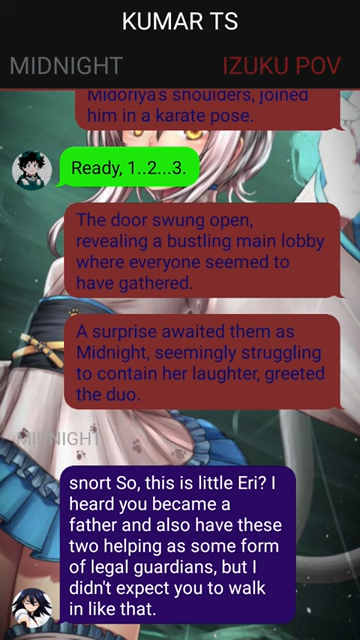 KUMAR TS
MIDNIGHT
IZUKU POV
Midoriya's shoulders, joined
him in a karate pose.
Ready, 1..2...3.
The door swung open,
revealing a bustling main lobby
where everyone seemed to
have gathered.
A surprise awaited them as
Midnight, seemingly struggling
to contain her laughter, greeted
the duo.
MIDNIGHT
snort So, this is little Eri? I
heard you became a
father and also have these
two helping as some form
of legal guardians, but I
didn't expect you to walk
in like that.